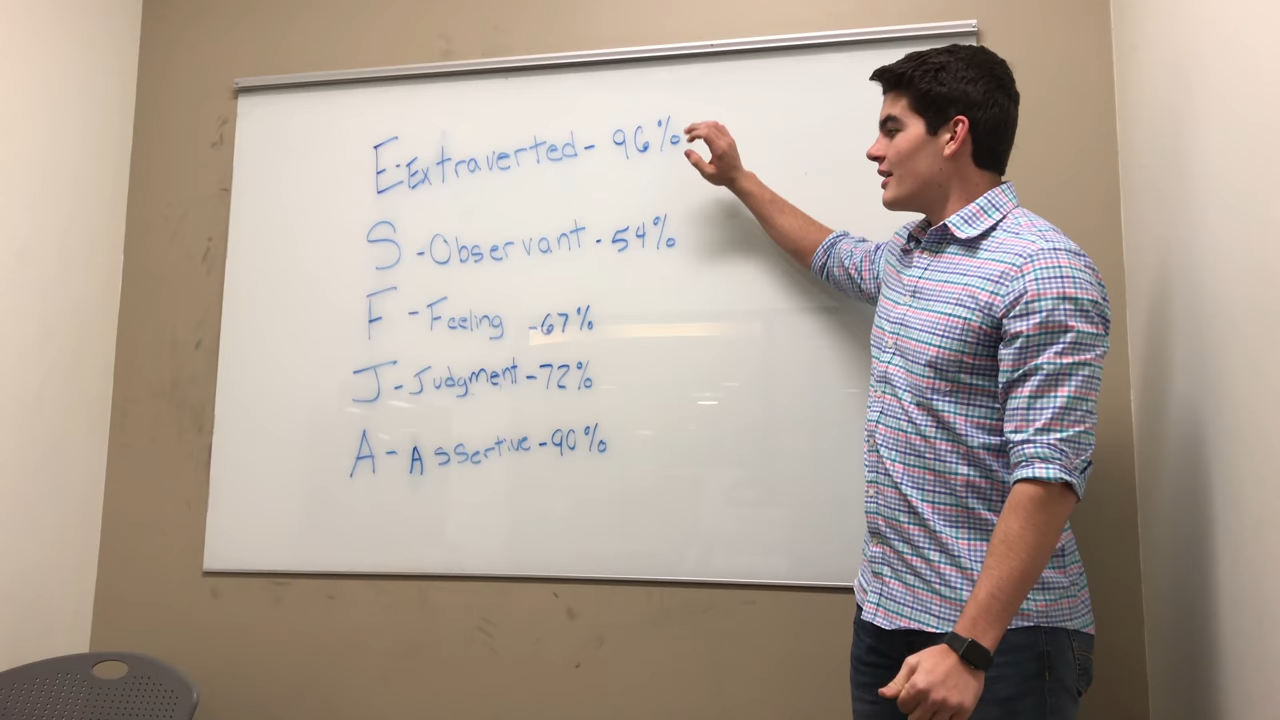 E-Extraverted- 96%
S -Observant - 54%
F - Feeling -67%
J - Judgment -72%
A - Assertive -90%